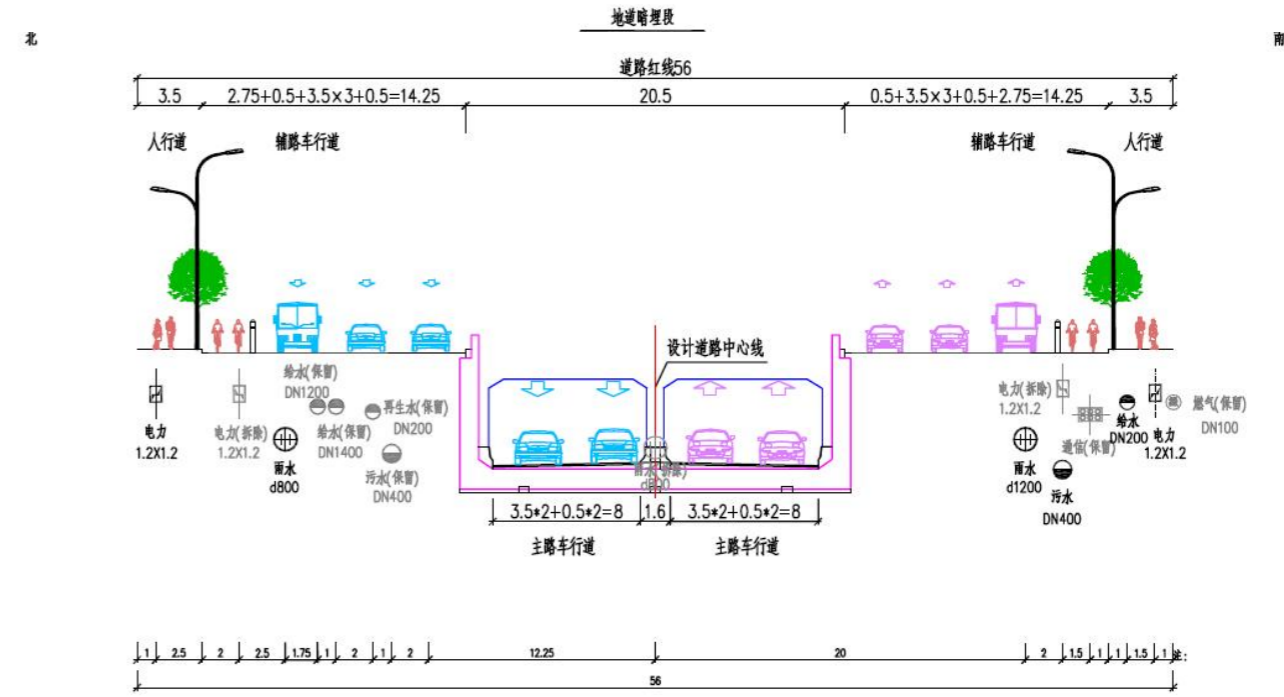 地道暗埋段
北
南
道路红线56
3.5
2.75+0.5+3.5×3+0.5=14.25
20.5
0.5+3.5×3+0.5+2.75=14.25
3.5
人行道
辅路车行道
辅路车行道
人行道
设计道路中心线
给水(保留)
DN1200
再生水(保留)
DN200
给水(保留)
DN1400
电力
1.2X1.2
电力(拆除)
1.2X1.2
雨水
d800
污水(保留)
DN400
雨水(拆除)
d800
电力(拆除)
1.2X1.2
通信(保留)
给水
DN200
电力
1.2X1.2
燃气(保留)
DN100
雨水
d1200
污水
DN400
3.5*2+0.5*2=8
1.6
3.5*2+0.5*2=8
主路车行道
主路车行道
1
2.5
2
2.5
1.75
1
2
1
2
12.25
20
2
1.5
1
1
1.5
1
注:
56